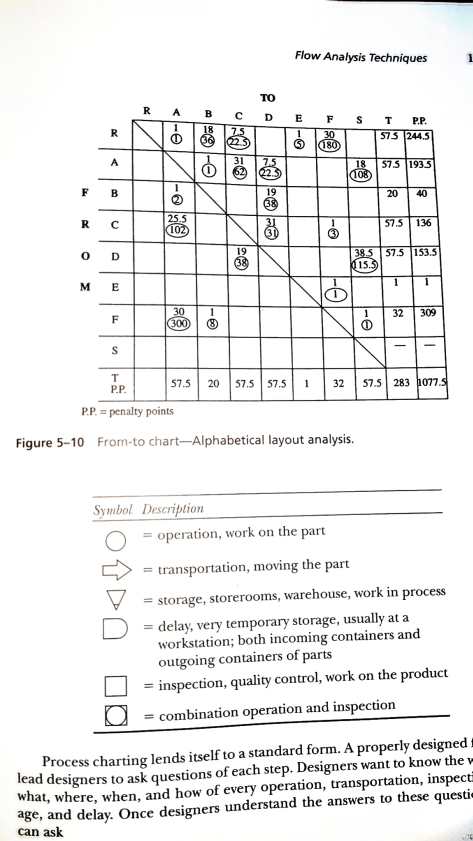 Flow Analysis Techniques 1
TO
R A B C D E F S T P.P.
R 1 18 7.5 1 30 57.5 244.5
1 36 22.5 5 180
A 1 31 7.5 18 57.5 193.5
1 62 22.5 108
F B 1 19 20 40
2 38
R C 25.5 31 1 57.5 136
102 31 3
O D 19 38.5 57.5 153.5
38 115.5
M E 1 1 1
1
F 30 1 1 32 309
300 8 1
S — —
T 57.5 20 57.5 57.5 1 32 57.5 283 1077.5
P.P.
P.P. = penalty points
Figure 5–10 From-to chart—Alphabetical layout analysis.
Symbol Description
= operation, work on the part
= transportation, moving the part
= storage, storerooms, warehouse, work in process
= delay, very temporary storage, usually at a
workstation; both incoming containers and
outgoing containers of parts
= inspection, quality control, work on the product
= combination operation and inspection
Process charting lends itself to a standard form. A properly designed
lead designers to ask questions of each step. Designers want to know the
what, where, when, and how of every operation, transportation, inspecti
age, and delay. Once designers understand the answers to these questi
can ask